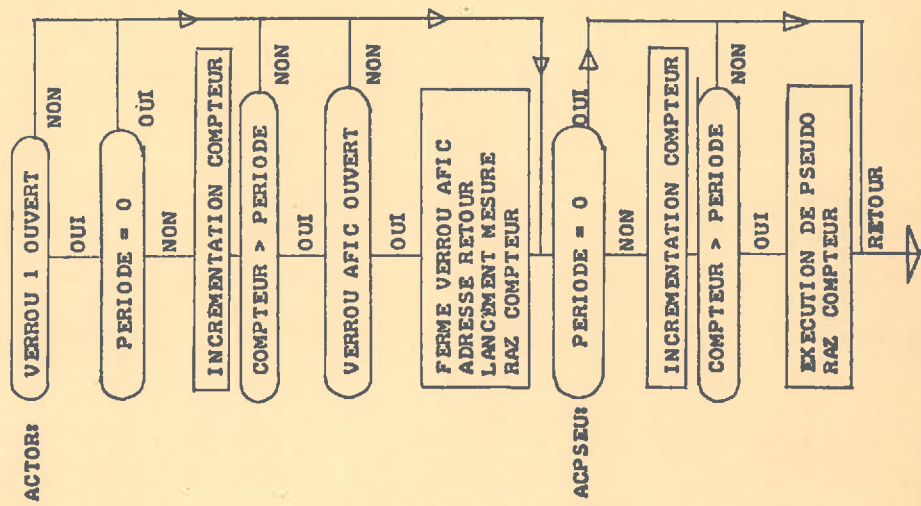 ACTOR:
VERROU 1 OUVERT
NON
OUI
PERIODE = 0
OUI
NON
INCRÉMENTATION COMPTEUR
COMPTEUR > PERIODE
NON
OUI
VERROU AFIC OUVERT
NON
OUI
FERME VERROU AFIC
ADRESSE RETOUR
LANCEMENT MESURE
RAZ COMPTEUR
ACPSEU:
PERIODE = 0
OUI
NON
INCREMENTATION COMPTEUR
COMPTEUR > PERIODE
NON
OUI
EXECUTION DE PSEUDO
RAZ COMPTEUR
RETOUR